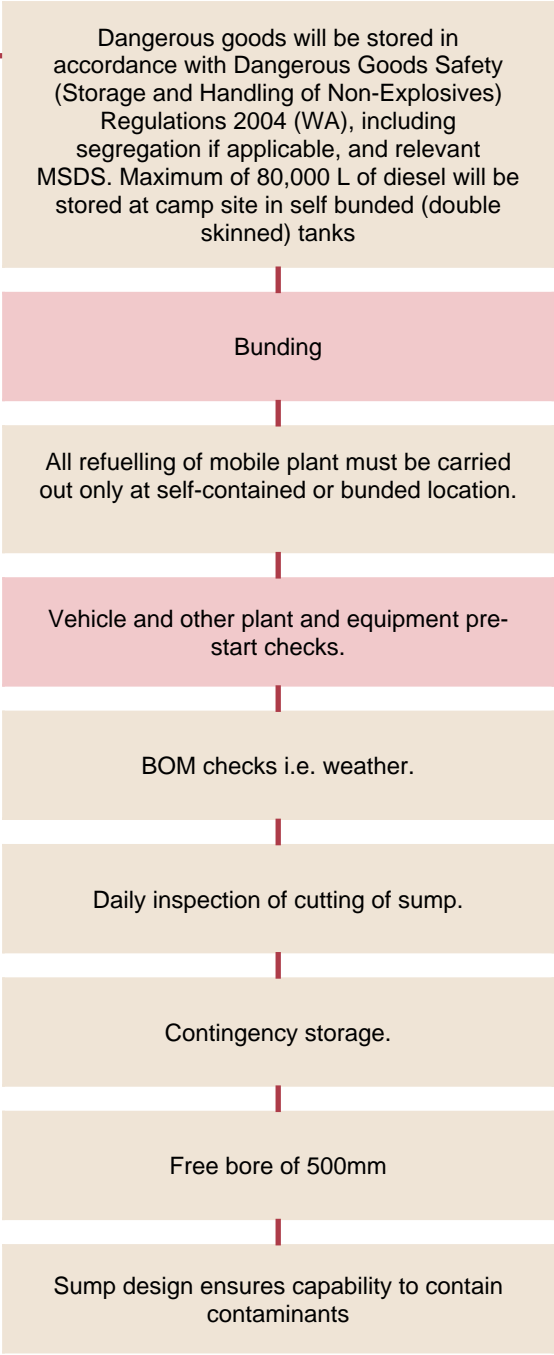 Dangerous goods will be stored in
accordance with Dangerous Goods Safety
(Storage and Handling of Non-Explosives)
Regulations 2004 (WA), including
segregation if applicable, and relevant
MSDS. Maximum of 80,000 L of diesel will be
stored at camp site in self bunded (double
skinned) tanks
Bunding
All refuelling of mobile plant must be carried
out only at self-contained or bunded location.
Vehicle and other plant and equipment pre-
start checks.
BOM checks i.e. weather.
Daily inspection of cutting of sump.
Contingency storage.
Free bore of 500mm
Sump design ensures capability to contain
contaminants